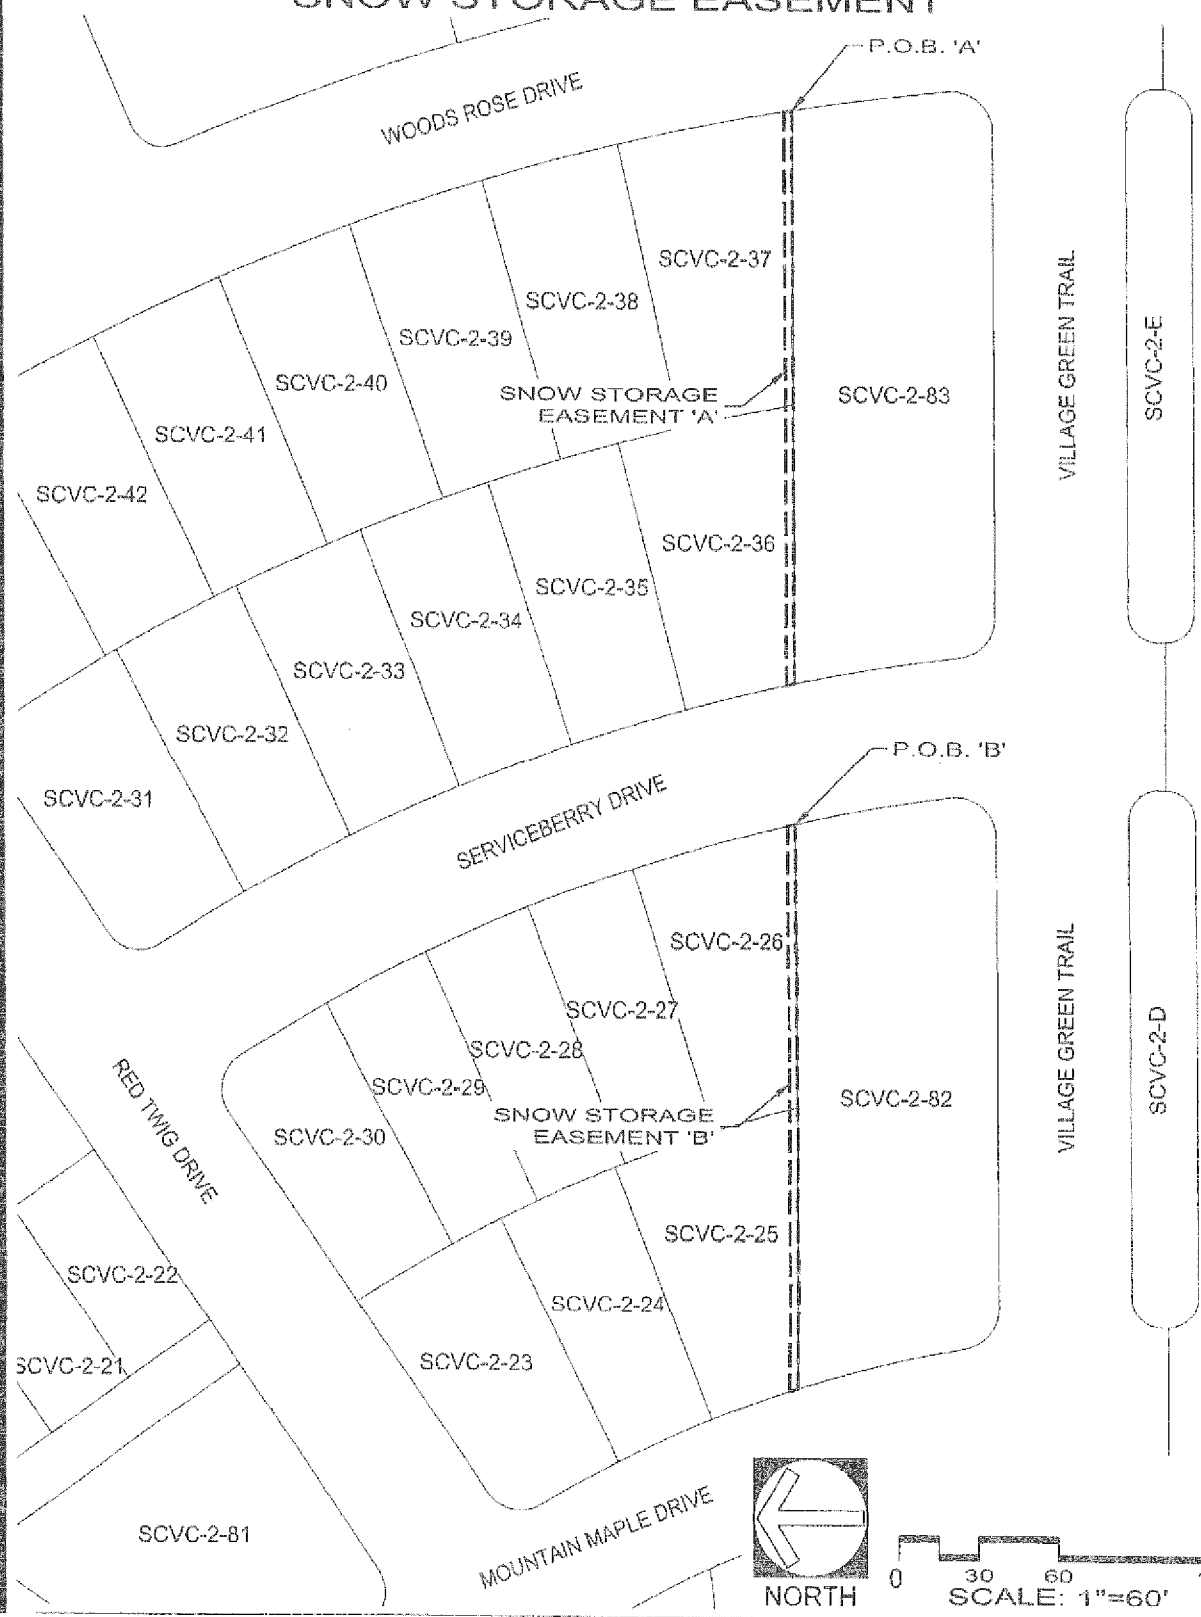 SNOW STORAGE EASEMENT
P.O.B. 'A'
WOODS ROSE DRIVE
SCVC-2-37
SCVC-2-38
SCVC-2-39
SCVC-2-40
SCVC-2-41
SCVC-2-42
SNOW STORAGE
EASEMENT 'A'
SCVC-2-83
VILLAGE GREEN TRAIL
SCVC-2-E
SCVC-2-36
SCVC-2-35
SCVC-2-34
SCVC-2-33
SCVC-2-32
SCVC-2-31
P.O.B. 'B'
SERVICEBERRY DRIVE
SCVC-2-26
SCVC-2-27
SCVC-2-28
SCVC-2-29
SCVC-2-30
SNOW STORAGE
EASEMENT 'B'
SCVC-2-82
VILLAGE GREEN TRAIL
SCVC-2-D
RED TWIG DRIVE
SCVC-2-25
SCVC-2-24
SCVC-2-23
SCVC-2-22
SCVC-2-21
SCVC-2-81
MOUNTAIN MAPLE DRIVE
NORTH
0 30 60
SCALE: 1"=60'